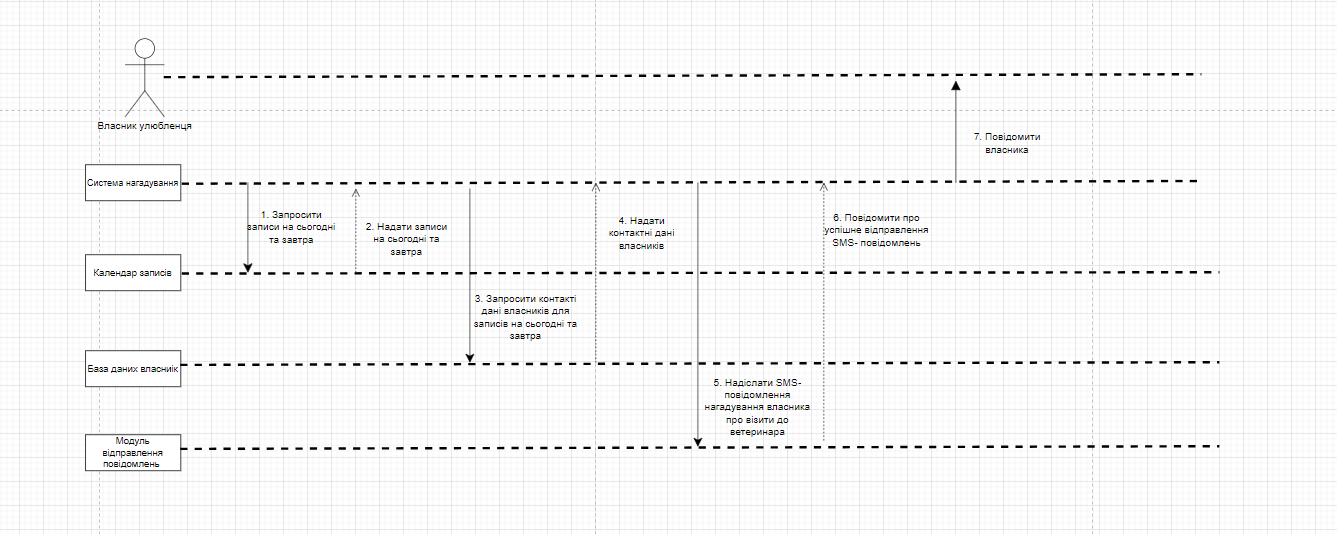 Власник улюбленця
7. Повідомити
власника
Система нагадування
1. Запросити
записи на сьогодні
та завтра
2. Надати записи
на сьогодні та
завтра
4. Надати
контактні дані
власників
6. Повідомити про
успішне відправлення
SMS- повідомлень
Календар записів
3. Запросити контакті
дані власників для
записів на сьогодні та
завтра
База даних власниік
5. Надіслати SMS-
повідомлення
нагадування власника
про візити до
ветеринара
Модуль
відправлення
повідомлень